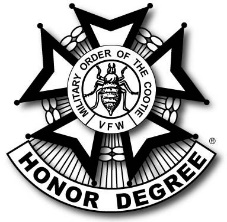 MILITARY ORDER OF THE COOTIE
VFW
HONOR DEGREE
®